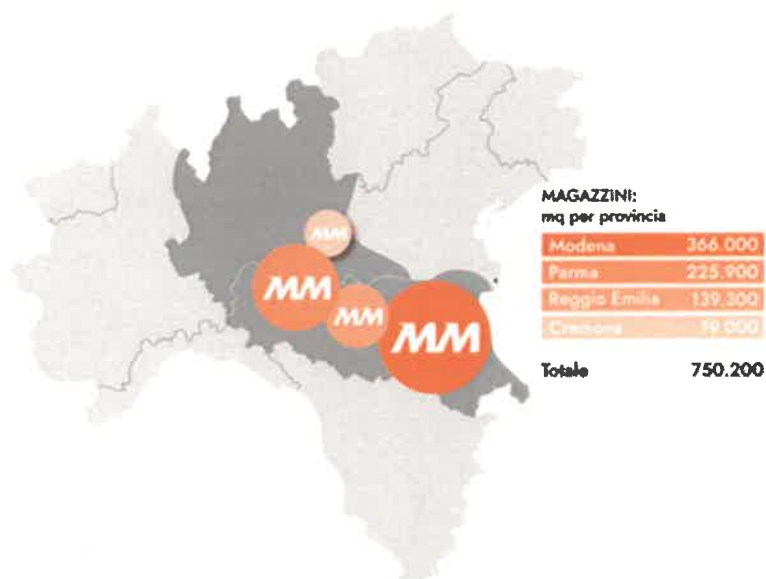 MM
MM
MM
MM
MAGAZZINI:
mq per provincia
Modena 366.000
Parma 225.900
Reggio Emilia 139.300
Cremona 19.000
Totale 750.200